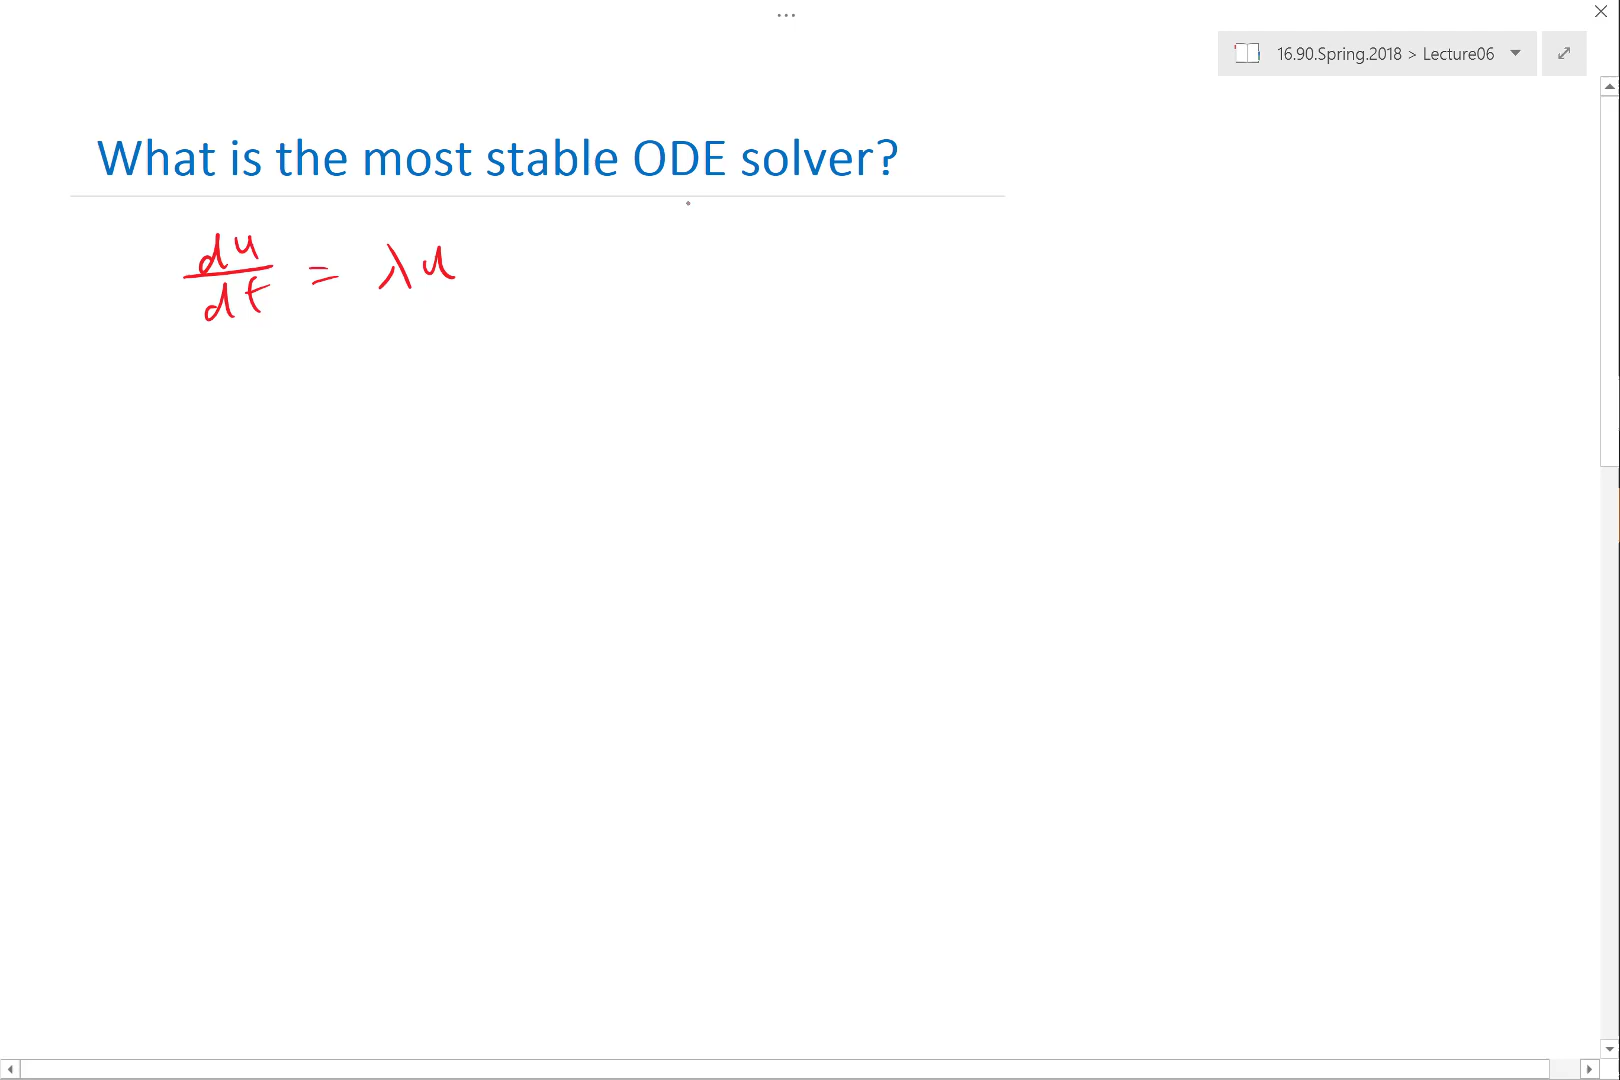 16.90.Spring.2018 > Lecture06
What is the most stable ODE solver?
du/dt = λu